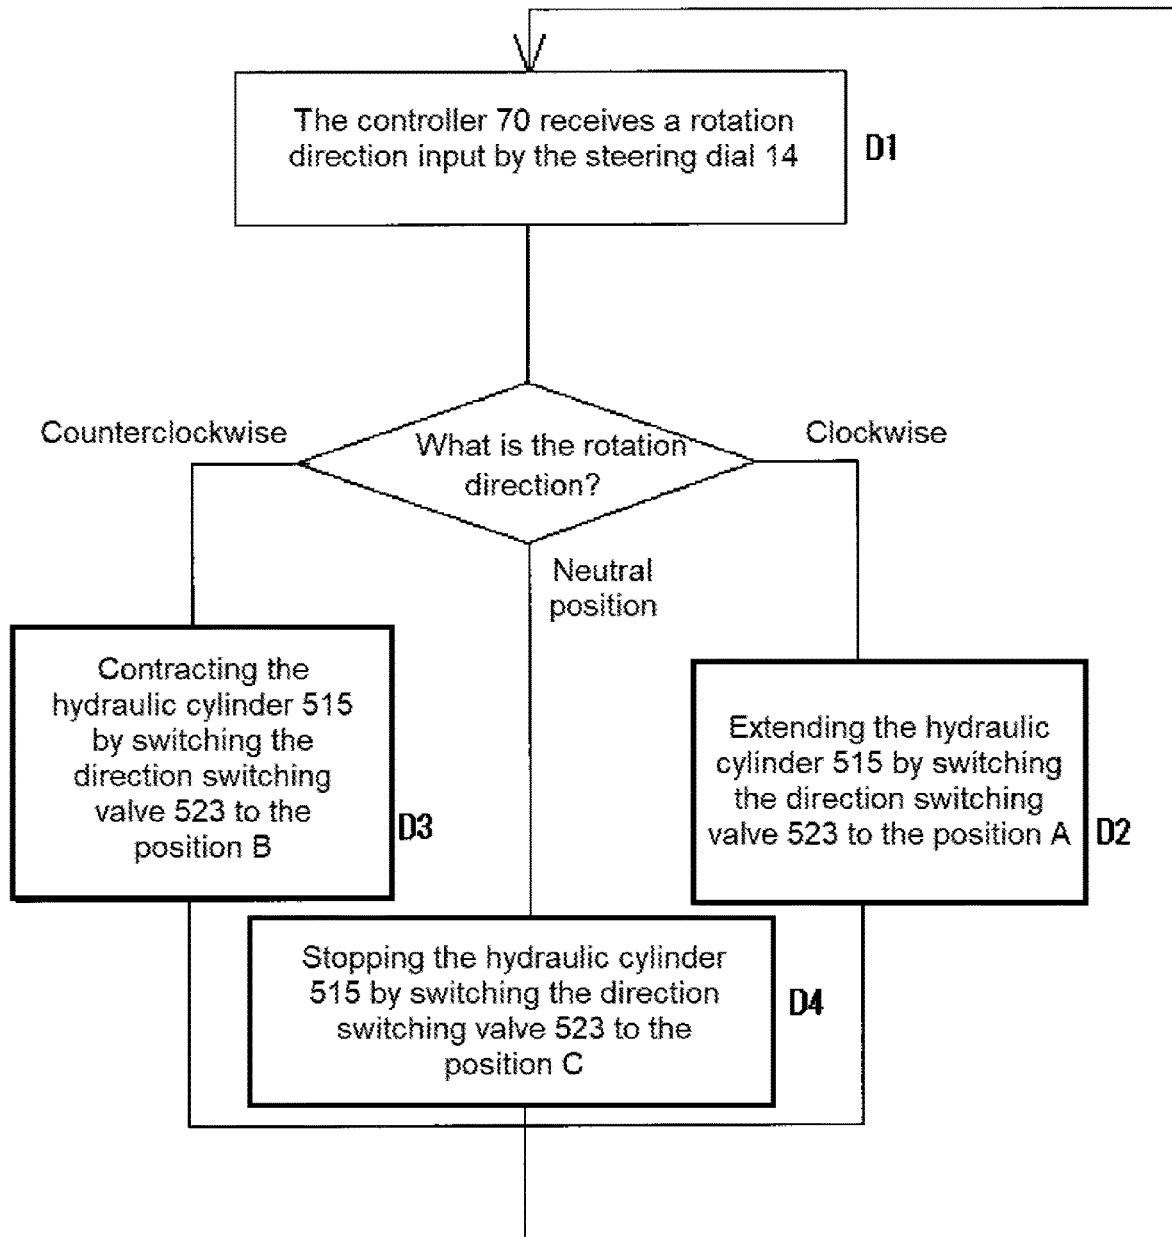 The controller 70 receives a rotation
direction input by the steering dial 14
D1
Counterclockwise
Clockwise
What is the rotation
direction?
Neutral
position
Contracting the
hydraulic cylinder 515
by switching the
direction switching
valve 523 to the
position B
D3
Extending the hydraulic
cylinder 515 by switching
the direction switching
valve 523 to the position A
D2
Stopping the hydraulic cylinder
515 by switching the direction
switching valve 523 to the
position C
D4